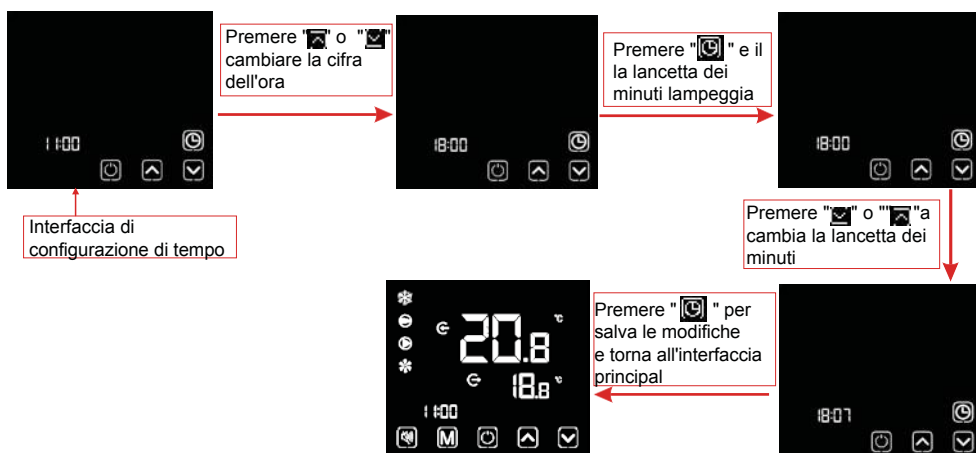 Premere "" o ""
cambiare la cifra
dell'ora
Premere "" e il
la lancetta dei
minuti lampeggia
11:00
18:00
18:00
Interfaccia di
configurazione di tempo
Premere "" o """a
cambia la lancetta dei
minuti
18:07
Premere "" per
salva le modifiche
e torna all'interfaccia
principal
20.8 °C
18.8 °C
11:00
M